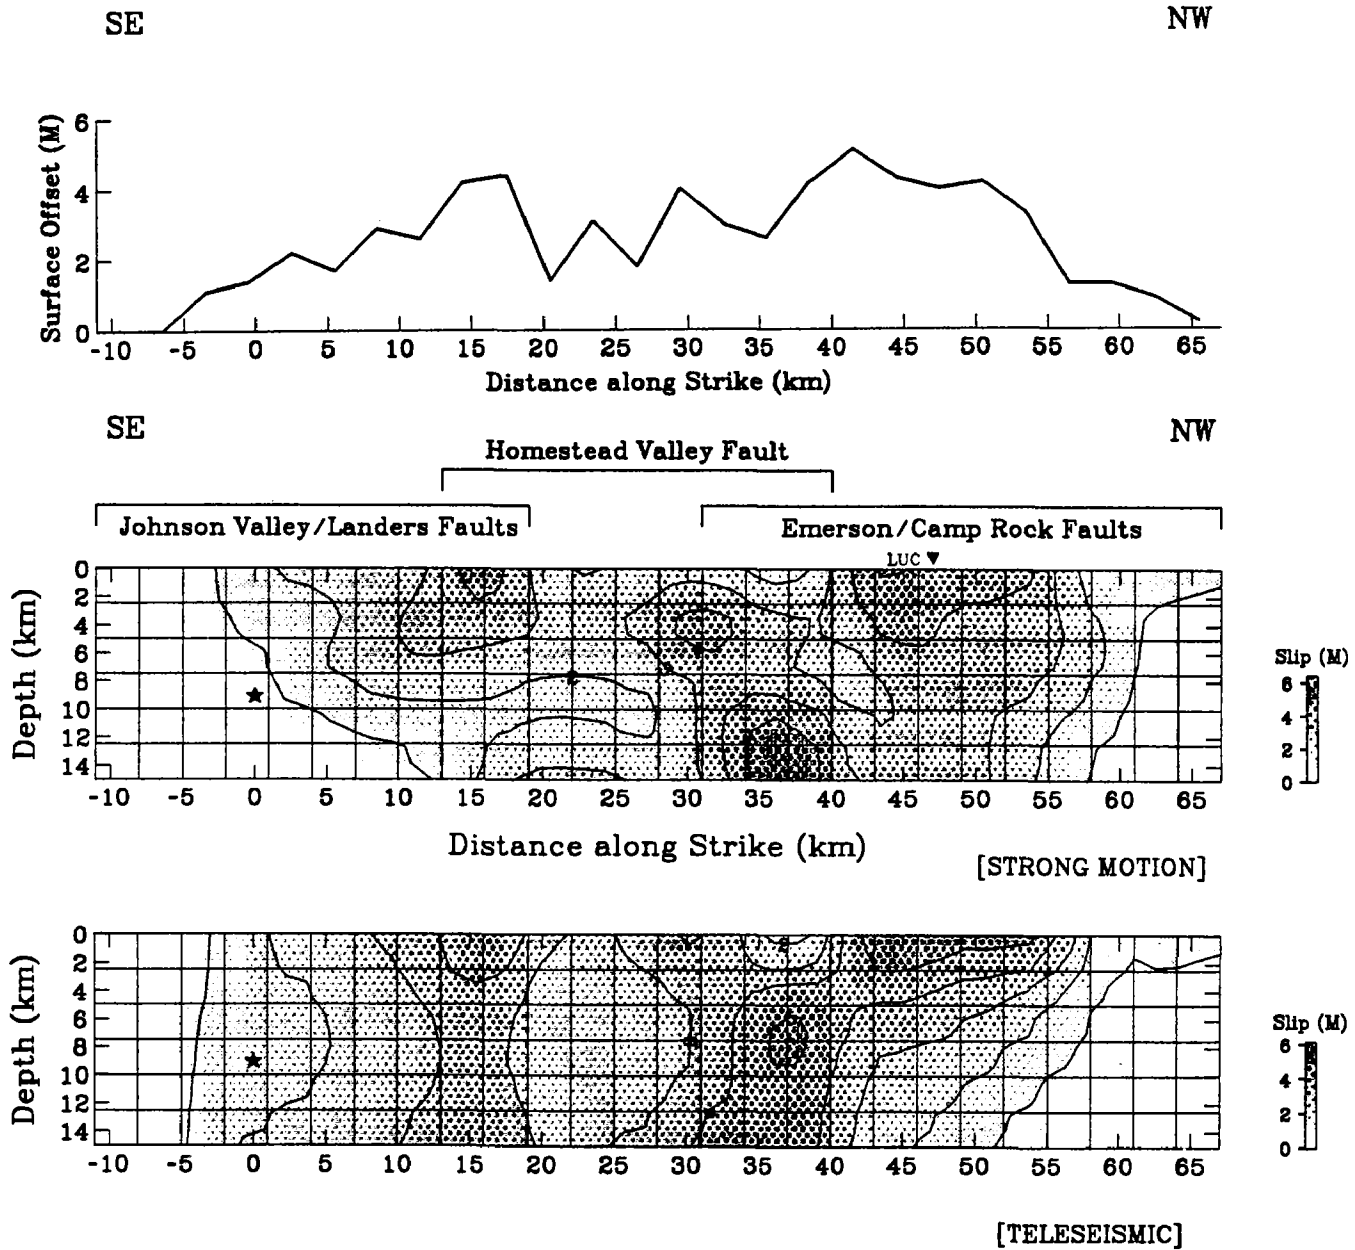 SE NW
6
4
2
0
Surface Offset (M)
-10 -5 0 5 10 15 20 25 30 35 40 45 50 55 60 65
Distance along Strike (km)
SE NW
Homestead Valley Fault
Johnson Valley/Landers Faults Emerson/Camp Rock Faults
LUC
0
2
4
6
8
10
12
14
Depth (km)
Slip (M)
6
4
2
0
-10 -5 0 5 10 15 20 25 30 35 40 45 50 55 60 65
Distance along Strike (km)
[STRONG MOTION]
0
2
4
6
8
10
12
14
Depth (km)
Slip (M)
6
4
2
0
-10 -5 0 5 10 15 20 25 30 35 40 45 50 55 60 65
[TELESEISMIC]